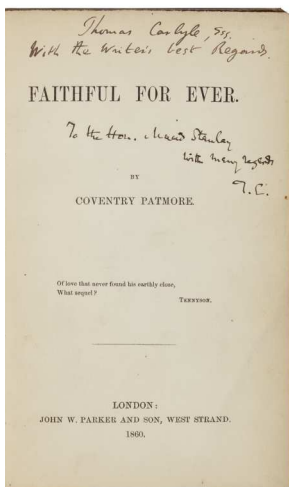 Thomas Carlyle, Esq.
With the Writer's best Regards.
FAITHFUL FOR EVER.
To the Hon. Maud Stanley
with many regards
T. C.
BY
COVENTRY PATMORE.
Of love that never found his earthly close,
What sequel?
TENNYSON.
LONDON:
JOHN W. PARKER AND SON, WEST STRAND.
1860.